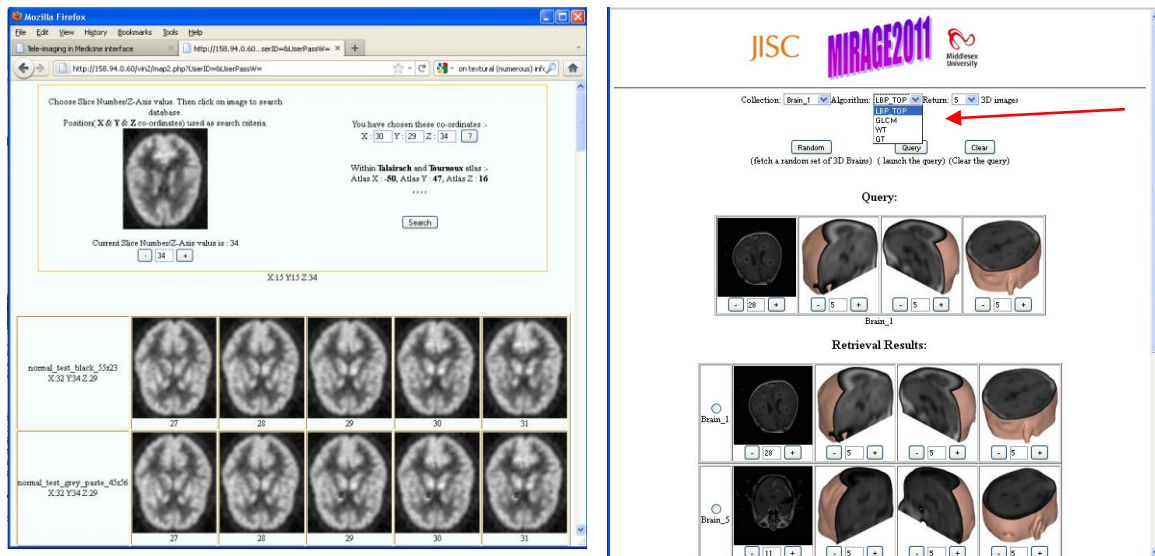 Mozilla Firefox
File Edit View History Bookmarks Tools Help
Tele-imaging in Medicine interface × http://158.94.0.60..serID=&UserPassW= × +
http://158.94.0.60/vin2/map2.php?UserID=&UserPassW= on textural (numerous) infc
Choose Slice Number/Z-Axis value. Then click on image to search
database.
Position( X & Y & Z co-ordinates) used as search criteria.
Current Slice Number/Z-Axis value is : 34
- 34 +
You have chosen these co-ordinates :-
X : 30 Y : 29 Z : 34 ?
Within Talairach and Tournoux atlas :-
Atlas X : -50, Atlas Y : 47, Atlas Z : 16
....
Search
X:15 Y15 Z:34
normal_test_black_55x23
X:32 Y34 Z:29
27 28 29 30 31
normal_test_grey_paste_45x56
X:32 Y34 Z:29
27 28 29 30 31
JISC MIRAGE2011 Middlesex
University
Collection: Brain_1 Algorithm: LBP_TOP Return: 5 3D images
LBP_TOP
GLCM
WT
GT
Random Query Clear
(fetch a random set of 3D Brains) ( launch the query) (Clear the query)
Query:
- 28 + - 5 + - 5 + - 5 +
Brain_1
Retrieval Results:
Brain_1
- 28 + - 5 + - 5 + - 5 +
Brain_5
- 11 + - 5 + - 5 + - 5 +